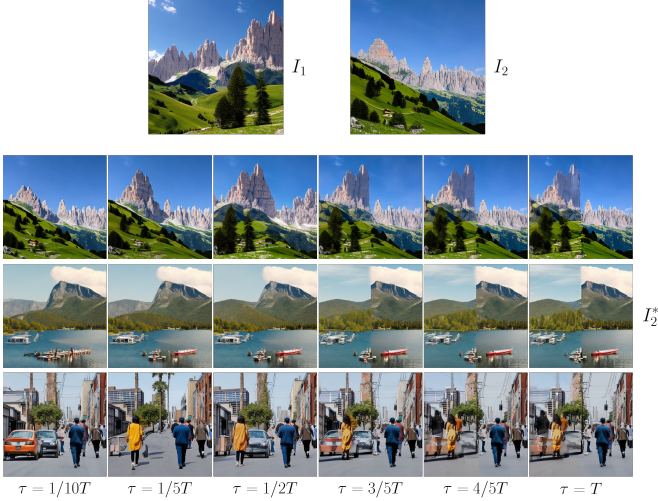 I₁
I₂
I₂*
τ = 1/10T τ = 1/5T τ = 1/2T τ = 3/5T τ = 4/5T τ = T